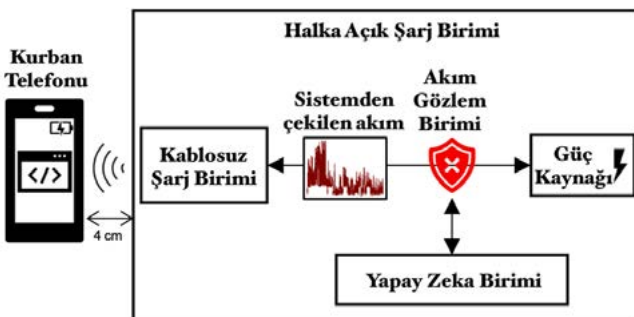 Halka Açık Şarj Birimi
Kurban
Telefonu
</>
4 cm
Kablosuz
Şarj Birimi
Sistemden
çekilen akım
Akım
Gözlem
Birimi
Güç
Kaynağı
Yapay Zeka Birimi